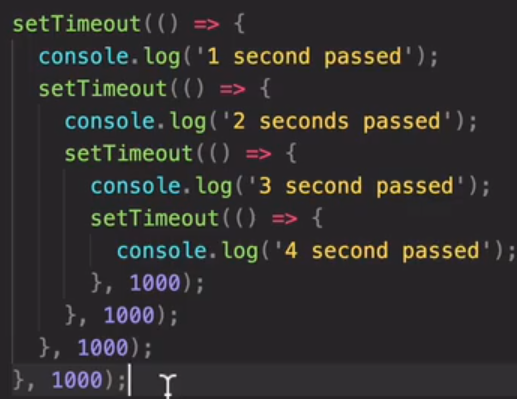 setTimeout(() => {
  console.log('1 second passed');
  setTimeout(() => {
    console.log('2 seconds passed');
    setTimeout(() => {
      console.log('3 second passed');
      setTimeout(() => {
        console.log('4 second passed');
      }, 1000);
    }, 1000);
  }, 1000);
}, 1000);